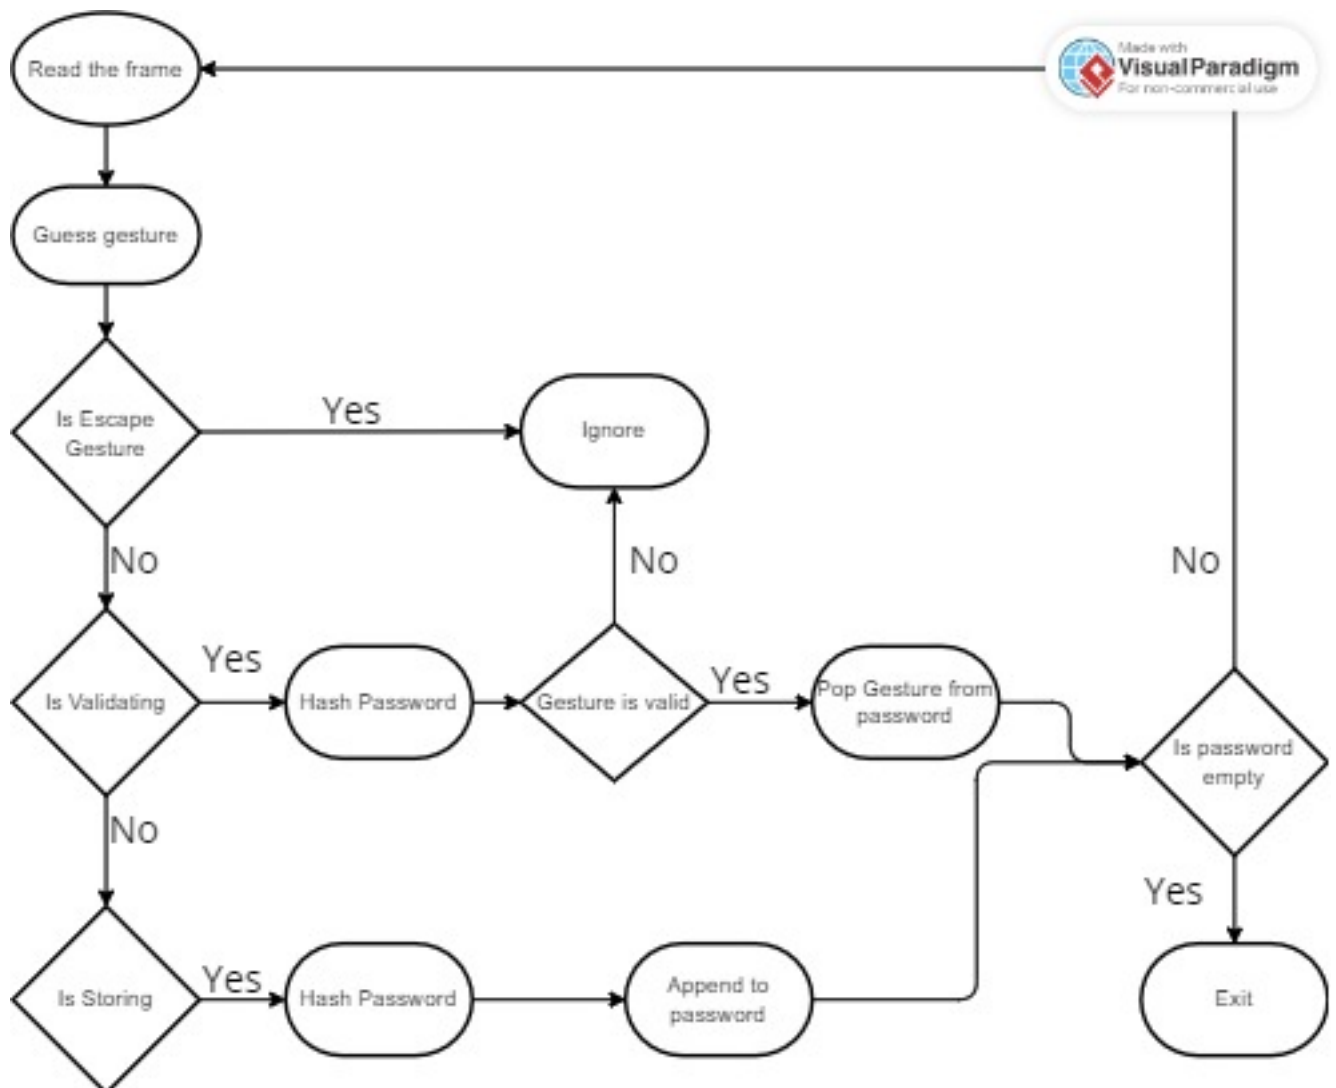 Read the frame
Made with
Visual Paradigm
For non-commercial use
Guess gesture
Is Escape
Gesture
Yes
Ignore
No
No
No
Is Validating
Yes
Hash Password
Gesture is valid
Yes
Pop Gesture from
password
Is password
empty
No
Yes
Is Storing
Yes
Hash Password
Append to
password
Exit